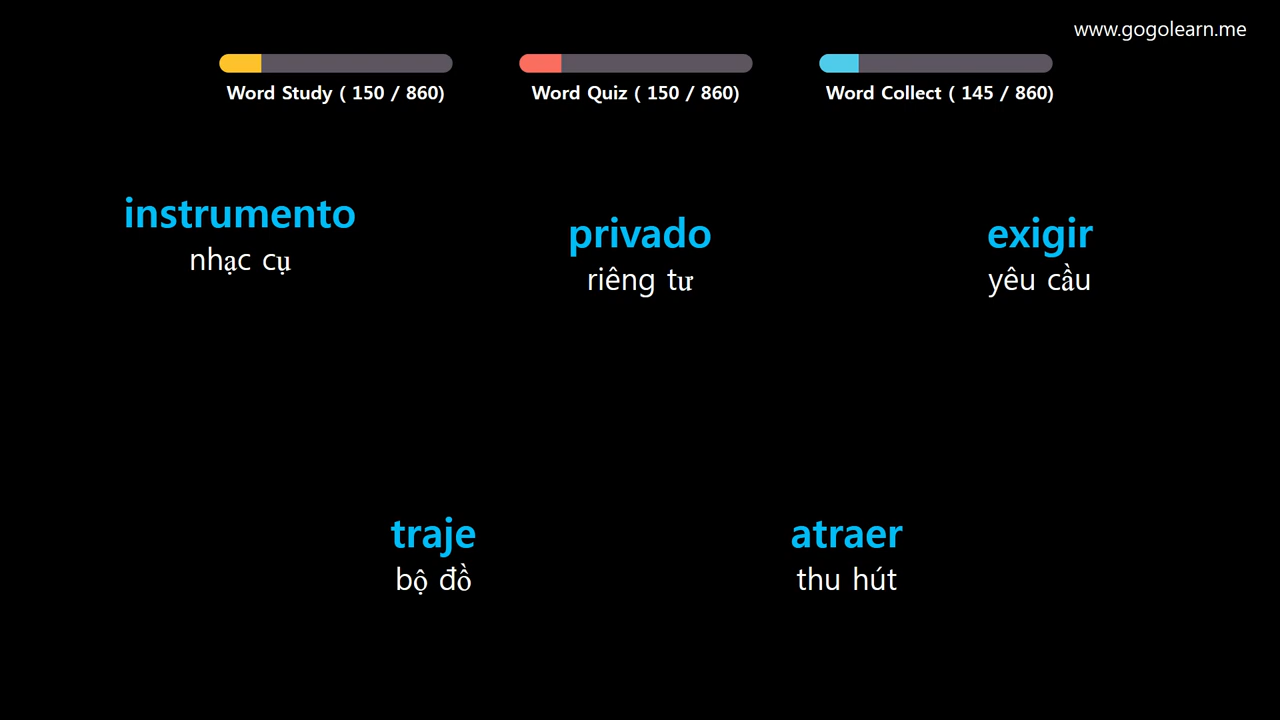 www.gogolearn.me
Word Study ( 150 / 860)
Word Quiz ( 150 / 860)
Word Collect ( 145 / 860)
instrumento
nhạc cụ
privado
riêng tư
exigir
yêu cầu
traje
bộ đồ
atraer
thu hút